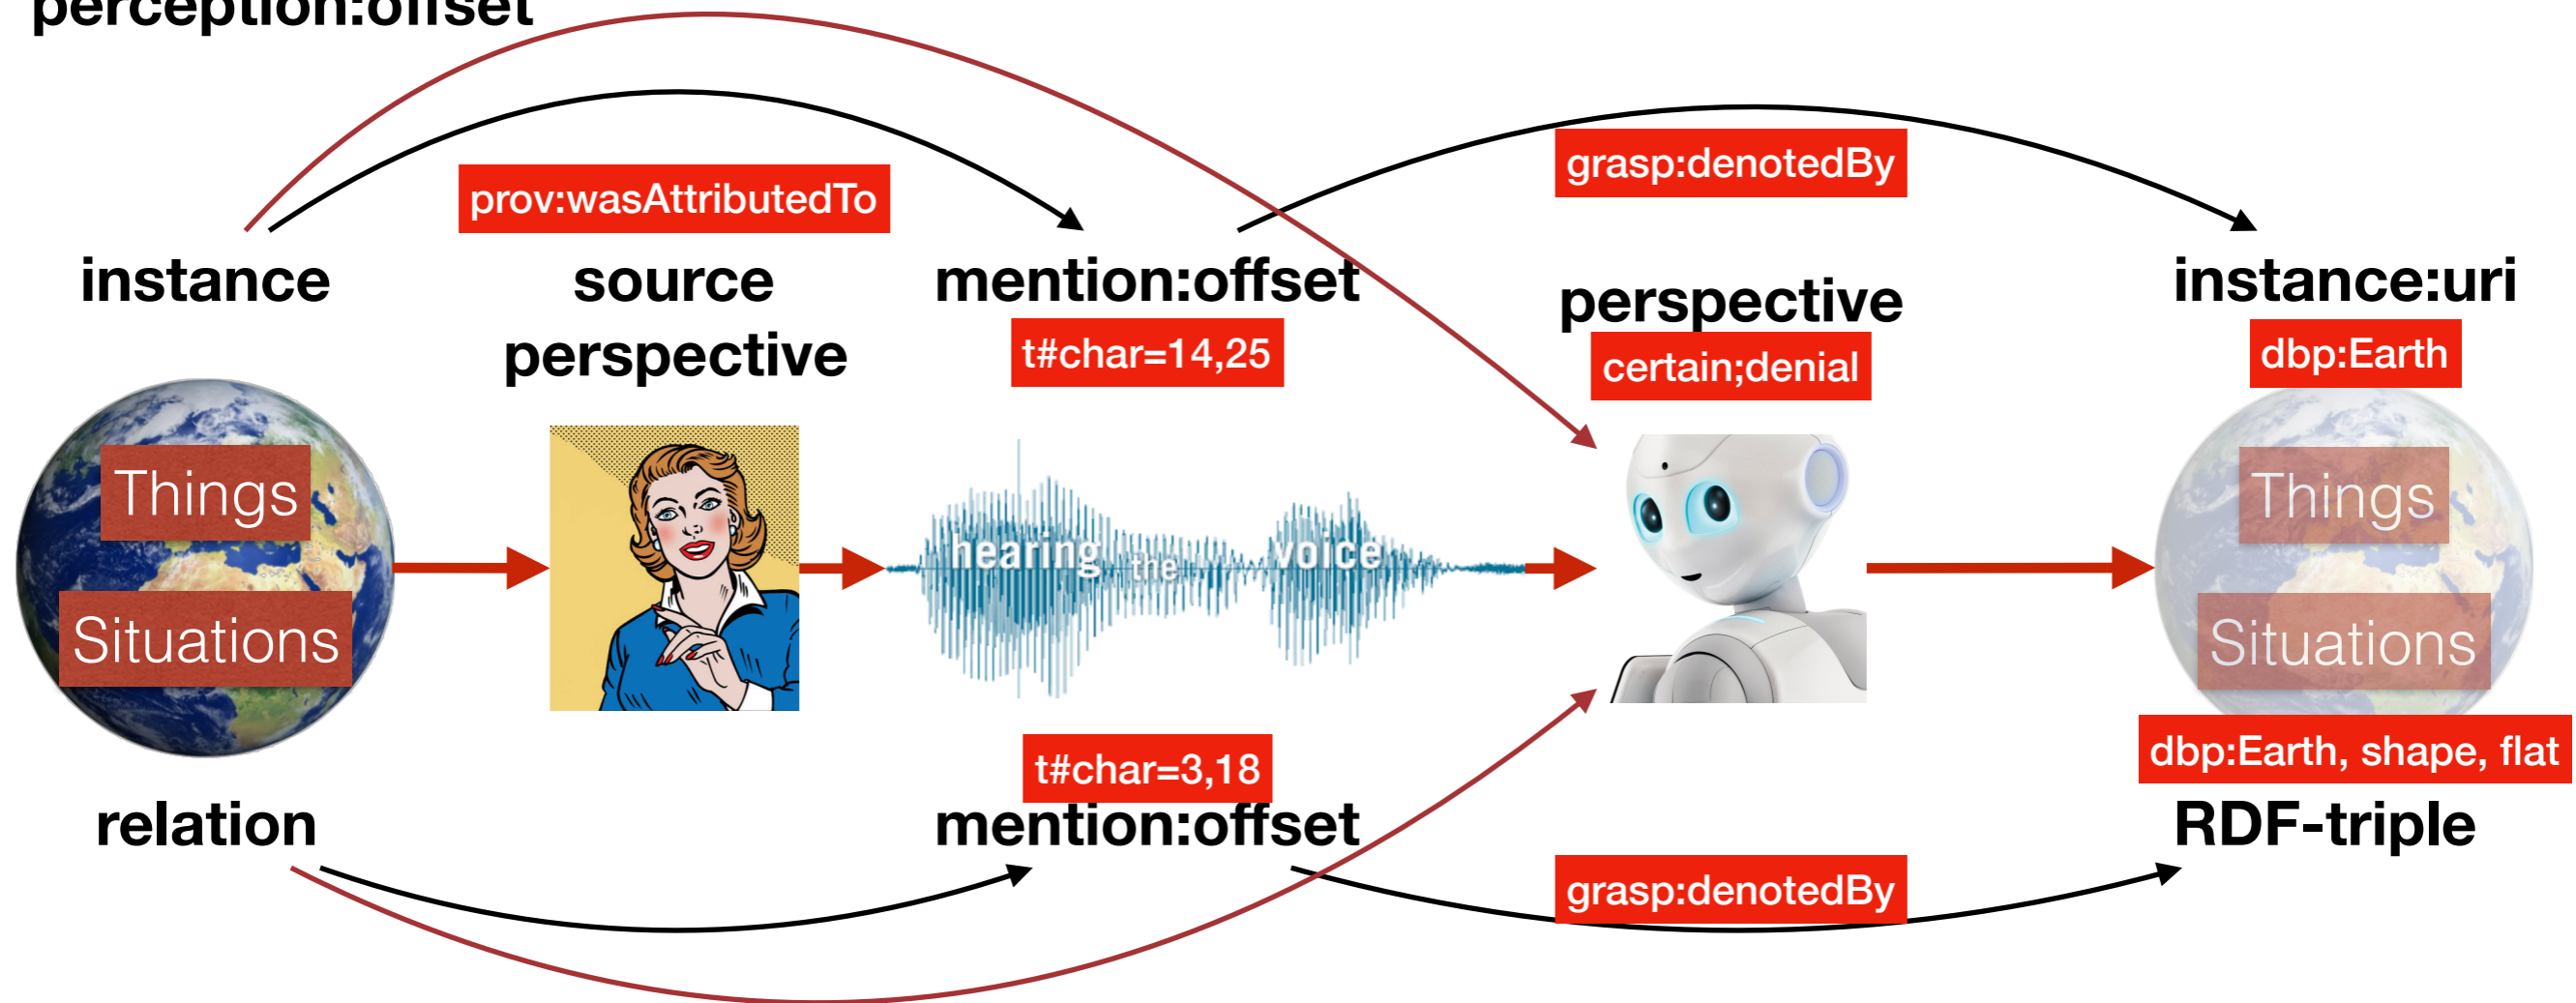 perception:offset
prov:wasAttributedTo
grasp:denotedBy
instance
source
perspective
mention:offset
t#char=14,25
perspective
certain;denial
instance:uri
dbp:Earth
Things
Situations
hearing the voice
Things
Situations
t#char=3,18
mention:offset
relation
dbp:Earth, shape, flat
RDF-triple
grasp:denotedBy